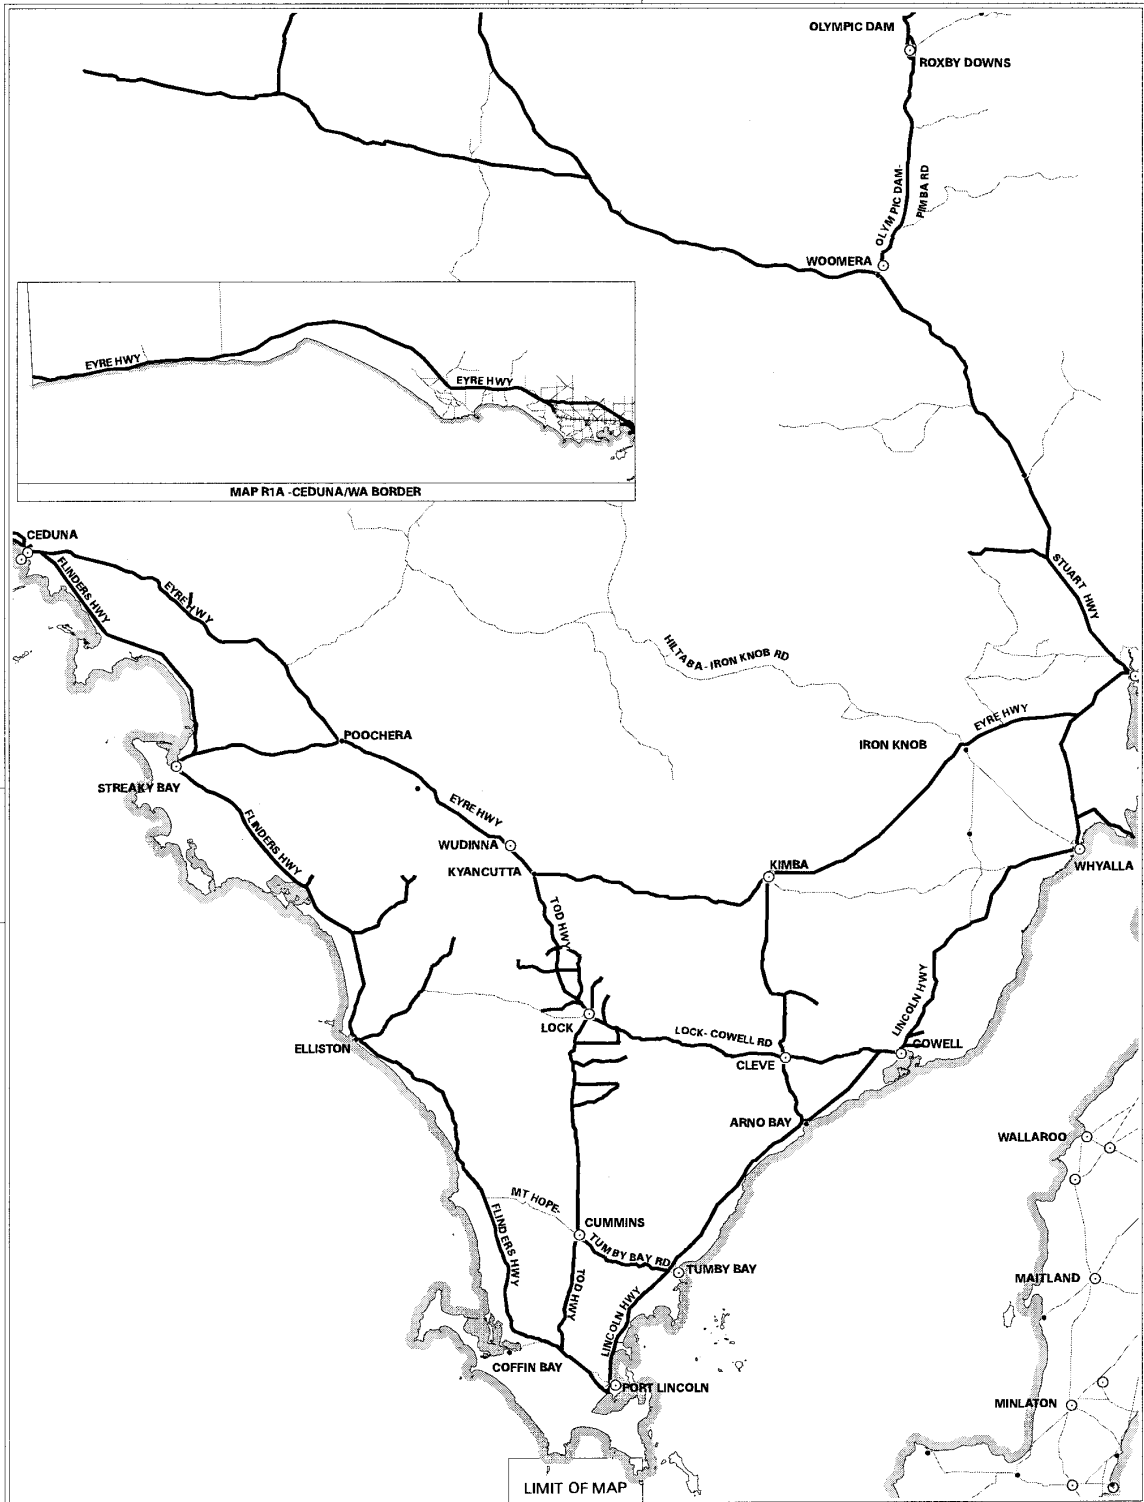 OLYMPIC DAM
ROXBY DOWNS
OLYMPIC DAM-
PIMBA RD
WOOMERA
EYRE HWY
EYRE HWY
MAP R1A -CEDUNA/WA BORDER
CEDUNA
FLINDERS HWY
EYRE HWY
STUART HWY
HILTABA-IRON KNOB RD
EYRE HWY
POOCHERA
IRON KNOB
STREAKY BAY
EYRE HWY
FLINDERS HWY
WUDINNA
KIMBA
WHYALLA
KYANCUTTA
TOD HWY
LINCOLN HWY
LOCK
LOCK- COWELL RD
COWELL
ELLISTON
CLEVE
ARNO BAY
WALLAROO
MT HOPE-
FLINDERS HWY
CUMMINS
TUMBY BAY RD
TUMBY BAY
MAITLAND
TOD HWY
LINCOLN HWY
COFFIN BAY
PORT LINCOLN
MINLATON
LIMIT OF MAP